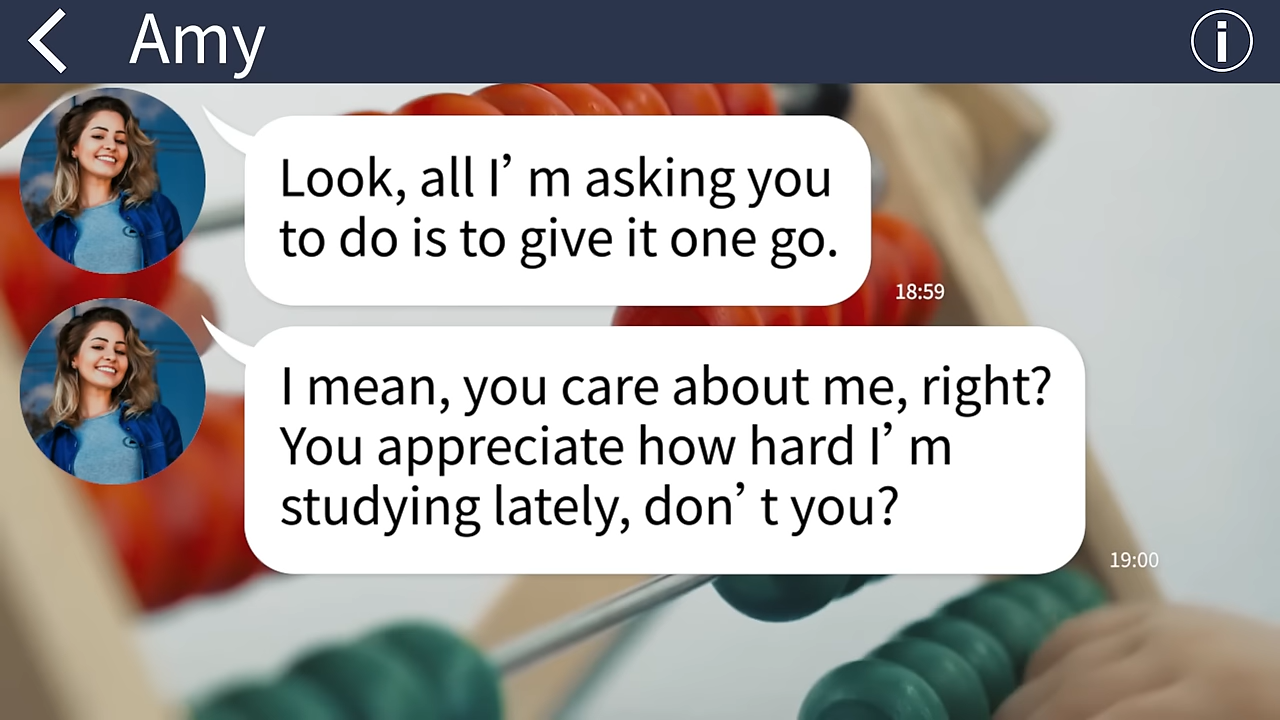 Amy
Look, all I’ m asking you
to do is to give it one go.
18:59
I mean, you care about me, right?
You appreciate how hard I’ m
studying lately, don’ t you?
19:00